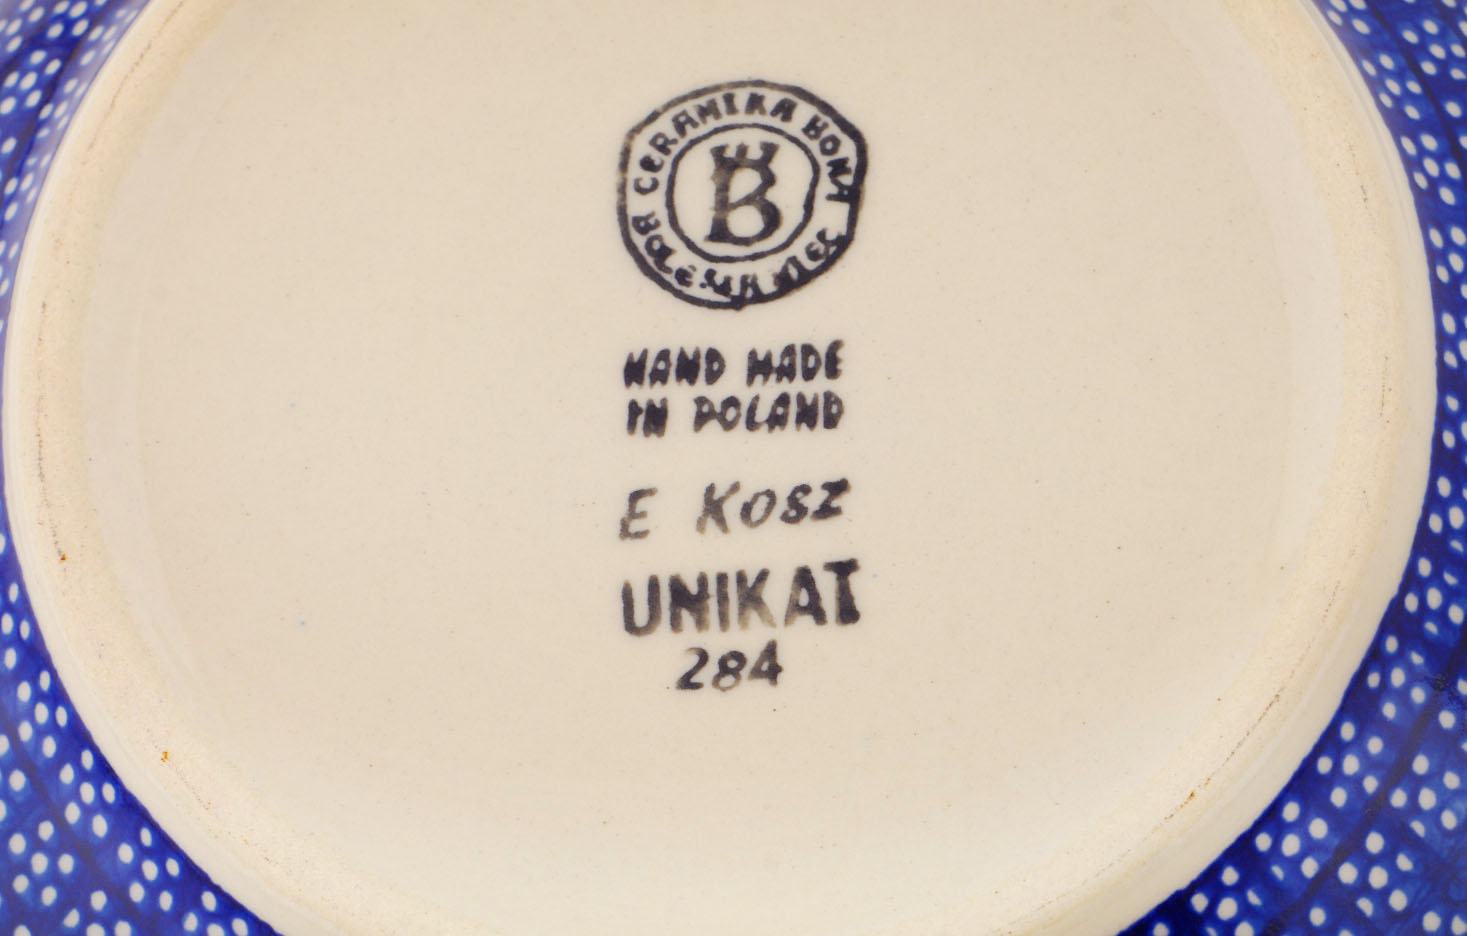 CERAMIKA BONA
BOLESŁAWIEC
B
HAND MADE
IN POLAND
E KOSZ
UNIKAT
284